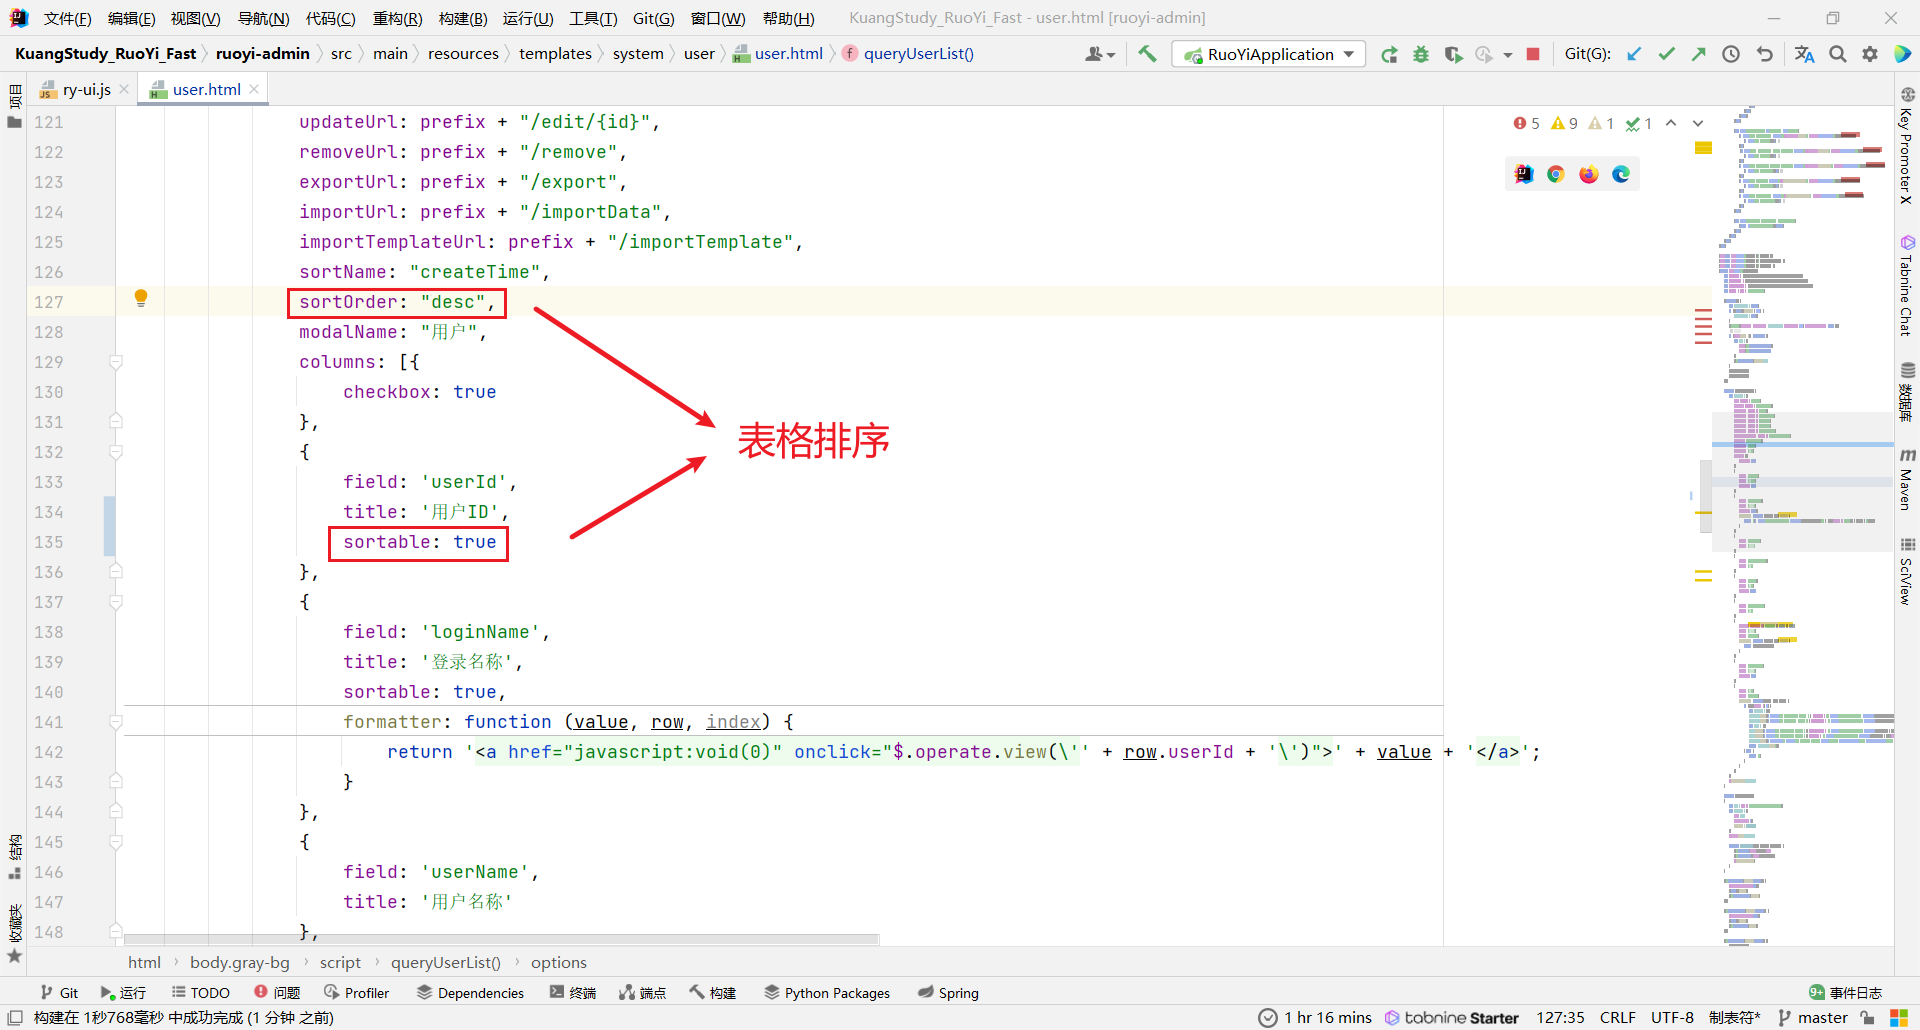 文件(F) 编辑(E) 视图(V) 导航(N) 代码(C) 重构(R) 构建(B) 运行(U) 工具(T) Git(G) 窗口(W) 帮助(H) KuangStudy_RuoYi_Fast - user.html [ruoyi-admin]
KuangStudy_RuoYi_Fast ruoyi-admin src main resources templates system user user.html queryUserList() RuoYiApplication Git(G):
项目 ry-ui.js user.html
5 9 1 1
121 updateUrl: prefix + "/edit/{id}",
122 removeUrl: prefix + "/remove",
123 exportUrl: prefix + "/export",
124 importUrl: prefix + "/importData",
125 importTemplateUrl: prefix + "/importTemplate",
126 sortName: "createTime",
127 sortOrder: "desc",
128 modalName: "用户",
129 columns: [{
130 checkbox: true
131 },
132 {
133 field: 'userId',
134 title: '用户ID',
135 sortable: true
136 },
137 {
138 field: 'loginName',
139 title: '登录名称',
140 sortable: true,
141 formatter: function (value, row, index) {
142 return '<a href="javascript:void(0)" onclick="$.operate.view(\'' + row.userId + '\')">' + value + '</a>';
143 }
144 },
145 {
146 field: 'userName',
147 title: '用户名称'
148 },
表格排序
Key Promoter X
Tabnine Chat
数据库
Maven
SciView
结构
收藏夹
html body.gray-bg script queryUserList() options
Git 运行 TODO 问题 Profiler Dependencies 终端 端点 构建 Python Packages Spring 9+ 事件日志
构建在 1秒768毫秒 中成功完成 (1 分钟 之前) 1 hr 16 mins tabnine Starter 127:35 CRLF UTF-8 制表符* master